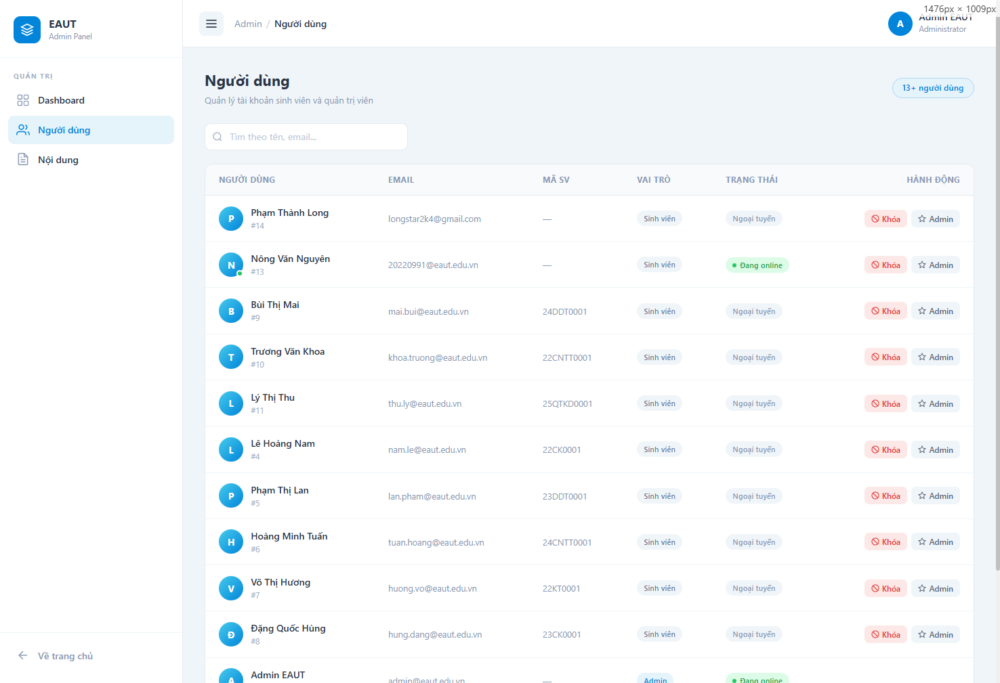 EAUT
Admin Panel
QUẢN TRỊ
Dashboard
Người dùng
Nội dung
Về trang chủ
Admin / Người dùng
1476px × 1009px
A
Admin EAUT
Administrator
Người dùng
Quản lý tài khoản sinh viên và quản trị viên
13+ người dùng
Tìm theo tên, email...
NGƯỜI DÙNG EMAIL MÃ SV VAI TRÒ TRẠNG THÁI HÀNH ĐỘNG
P Phạm Thành Long #14 longstar2k4@gmail.com — Sinh viên Ngoại tuyến Khóa Admin
N Nông Văn Nguyên #13 20220991@eaut.edu.vn — Sinh viên Đang online Khóa Admin
B Bùi Thị Mai #9 mai.bui@eaut.edu.vn 24DDT0001 Sinh viên Ngoại tuyến Khóa Admin
T Trương Văn Khoa #10 khoa.truong@eaut.edu.vn 22CNTT0001 Sinh viên Ngoại tuyến Khóa Admin
L Lý Thị Thu #11 thu.ly@eaut.edu.vn 25QTKD0001 Sinh viên Ngoại tuyến Khóa Admin
L Lê Hoàng Nam #4 nam.le@eaut.edu.vn 22CK0001 Sinh viên Ngoại tuyến Khóa Admin
P Phạm Thị Lan #5 lan.pham@eaut.edu.vn 23DDT0001 Sinh viên Ngoại tuyến Khóa Admin
H Hoàng Minh Tuấn #6 tuan.hoang@eaut.edu.vn 24CNTT0001 Sinh viên Ngoại tuyến Khóa Admin
V Võ Thị Hương #7 huong.vo@eaut.edu.vn 22KT0001 Sinh viên Ngoại tuyến Khóa Admin
Đ Đặng Quốc Hùng #8 hung.dang@eaut.edu.vn 23CK0001 Sinh viên Ngoại tuyến Khóa Admin
A Admin EAUT admin@eaut.edu.vn — Admin Đang online